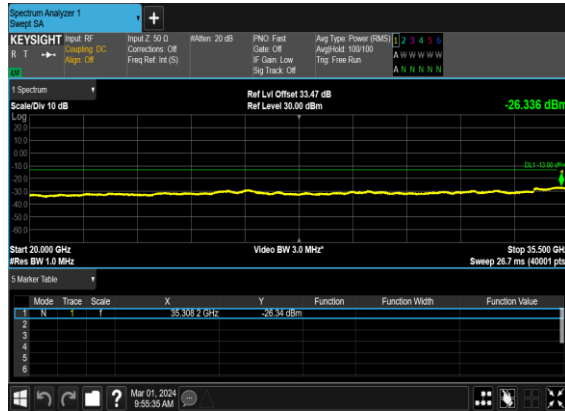 Spectrum Analyzer 1
Swept SA
+
KEYSIGHT
R T
Input: RF
Coupling: DC
Align: Off
Input Z: 50 Ω
Corrections: Off
Freq Ref: Int (S)
#Atten: 20 dB
PNO: Fast
Gate: Off
IF Gain: Low
Sig Track: Off
Avg Type: Power (RMS)
Avg|Hold: 100/100
Trig: Free Run
1 2 3 4 5 6
A W W W W W
A N N N N N
1 Spectrum
Scale/Div 10 dB
Ref Lvl Offset 33.47 dB
Ref Level 30.00 dBm
-26.336 dBm
Log
20.0
10.0
0.00
-10.0
-20.0
-30.0
-40.0
-50.0
-60.0
DL1 -13.00 dBm
1
Start 20.000 GHz
#Res BW 1.0 MHz
Video BW 3.0 MHz*
Stop 35.500 GHz
Sweep 26.7 ms (40001 pts)
5 Marker Table
Mode Trace Scale X Y Function Function Width Function Value
1 N 1 f 35.308 2 GHz -26.34 dBm
2
3
4
5
6
?
Mar 01, 2024
9:55:35 AM